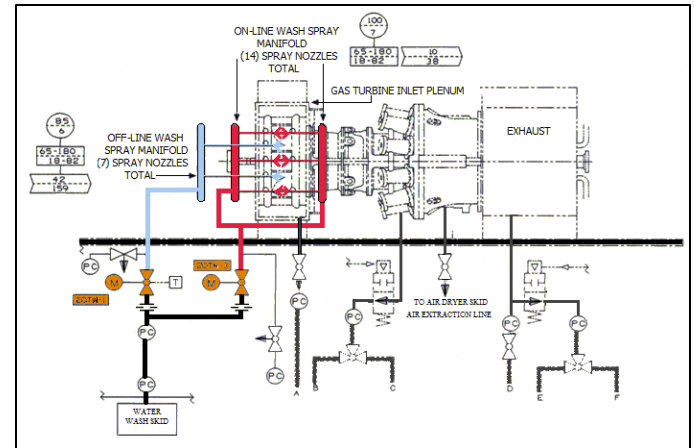 ON-LINE WASH SPRAY
MANIFOLD
(14) SPRAY NOZZLES
TOTAL
100
7
65-180
18-82
10
38
GAS TURBINE INLET PLENUM
85
6
65-180
18-82
42
159
OFF-LINE WASH
SPRAY MANIFOLD
(7) SPRAY NOZZLES
TOTAL
EXHAUST
PC
M
20TW-1
T
M
PC
PC
PC
PC
PC
PC
PC
PC
TO AIR DRYER SKID
AIR EXTRACTION LINE
A
B
C
D
E
F
WATER
WASH SKID